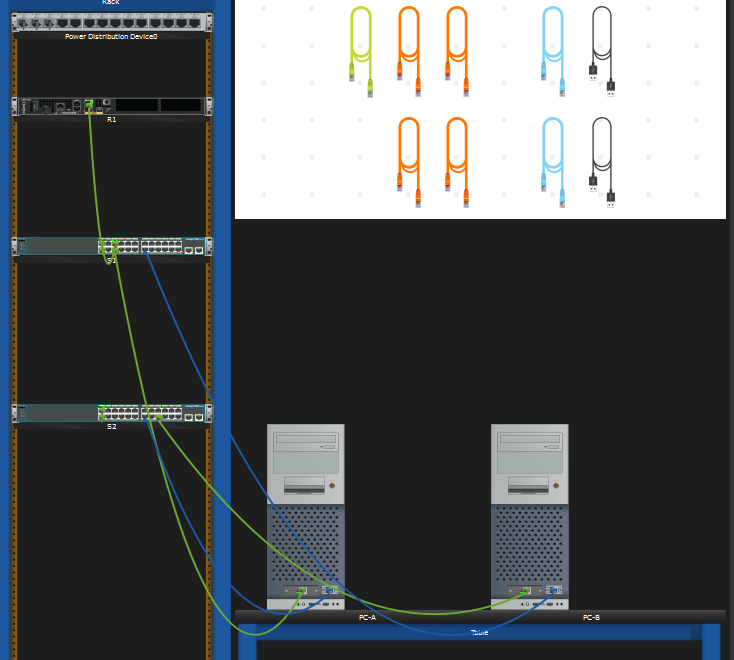 Rack
Power Distribution Device0
R1
S1
S2
PC-A
PC-B
Table